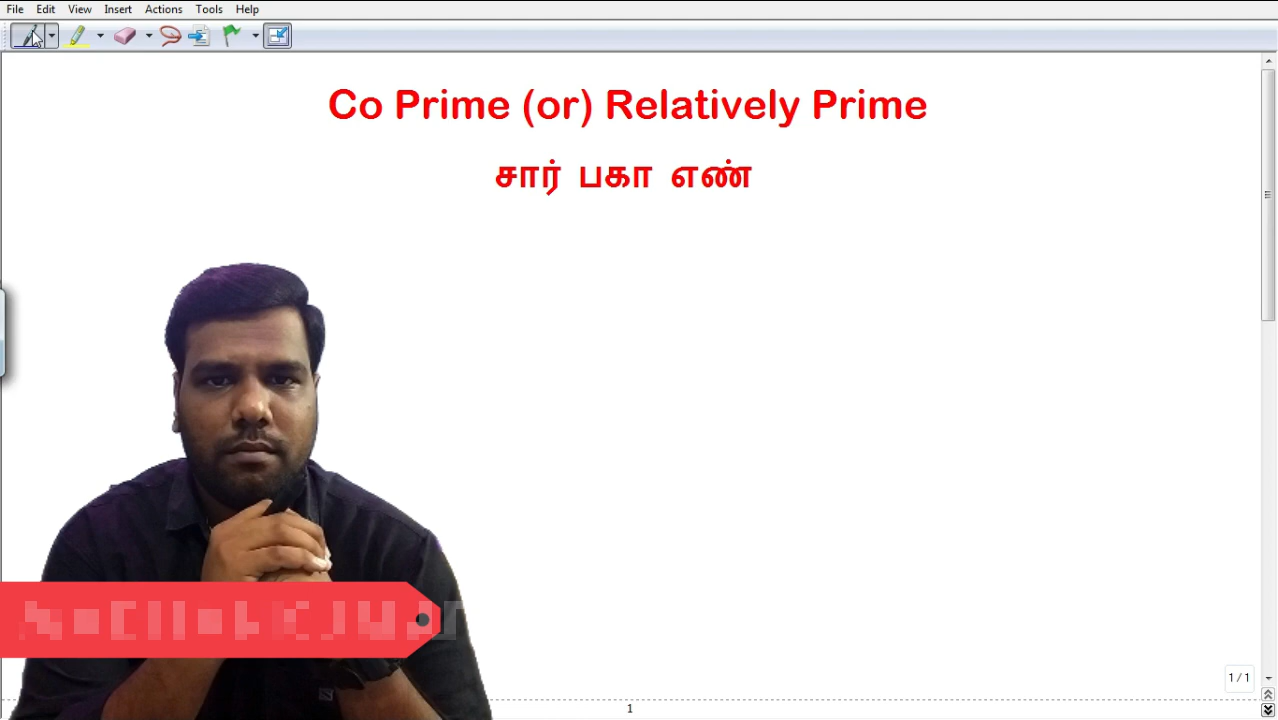 File Edit View Insert Actions Tools Help
Co Prime (or) Relatively Prime
சார் பகா எண்
1 / 1
1